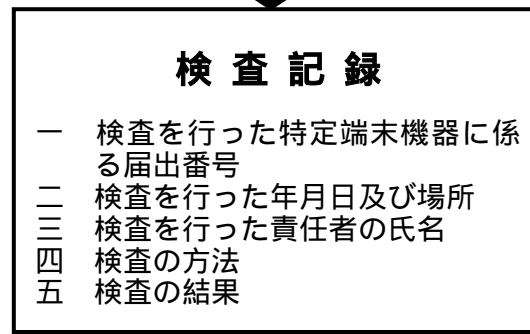 検査記録
一 検査を行った特定端末機器に係
る届出番号
二 検査を行った年月日及び場所
三 検査を行った責任者の氏名
四 検査の方法
五 検査の結果